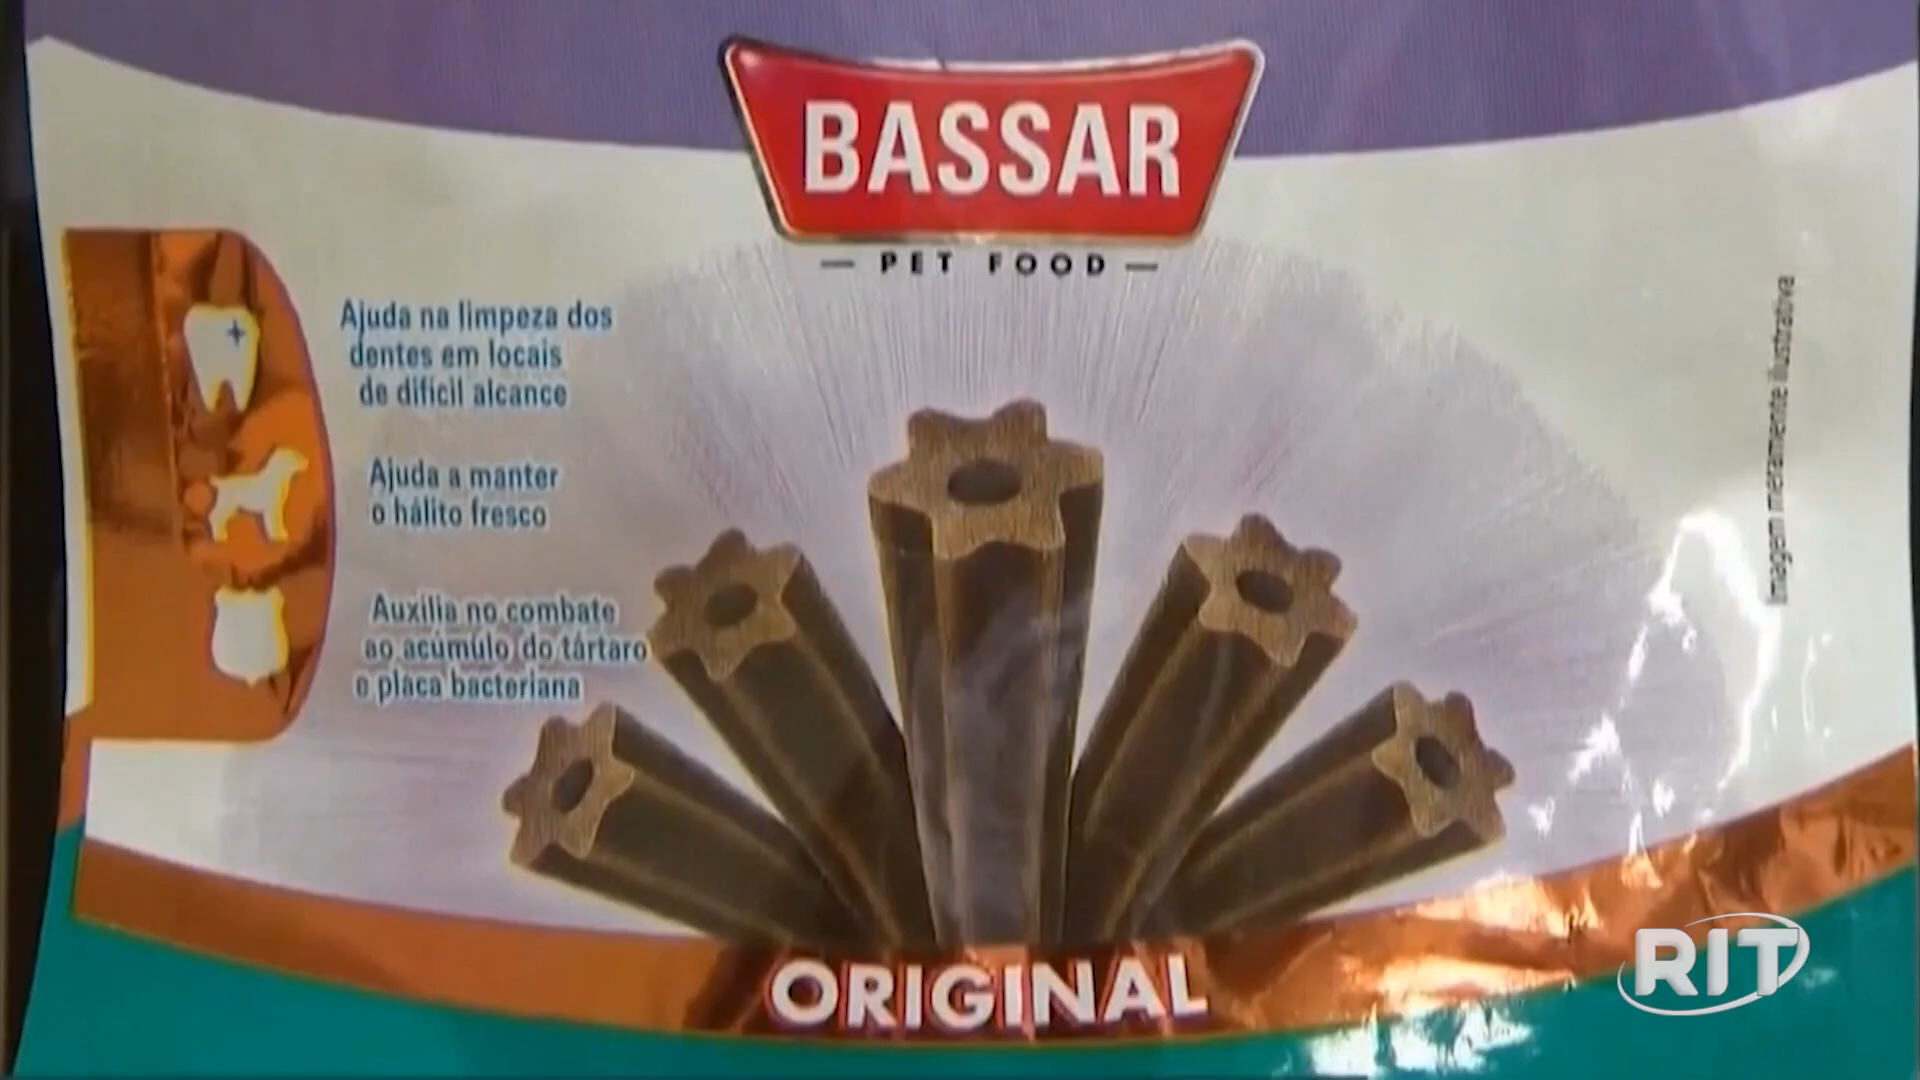 BASSAR
PET FOOD
Ajuda na limpeza dos
dentes em locais
de difícil alcance
Ajuda a manter
o hálito fresco
Auxilia no combate
ao acúmulo do tártaro
e placa bacteriana
Imagem meramente ilustrativa
ORIGINAL
RIT